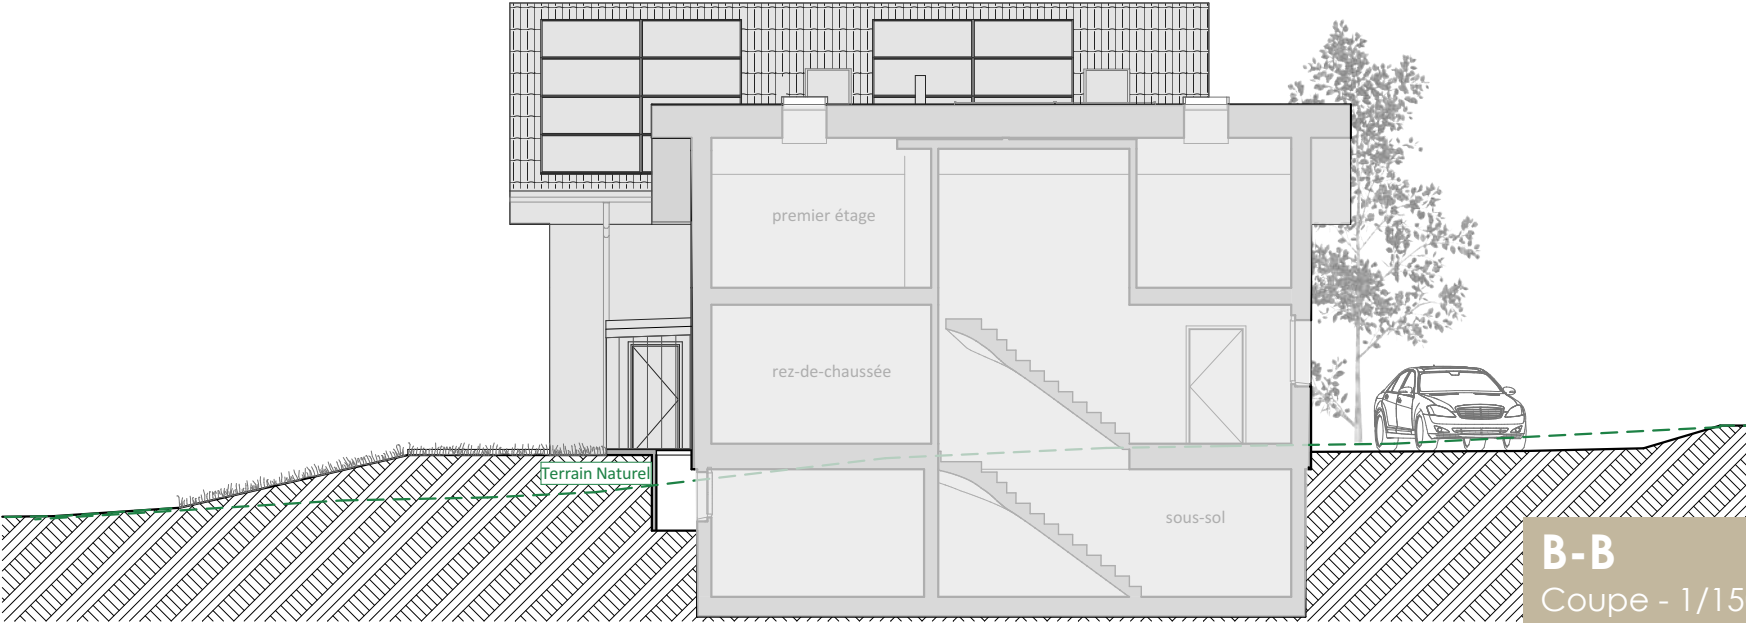 premier étage
rez-de-chaussée
Terrain Naturel
sous-sol
B-B
Coupe - 1/15